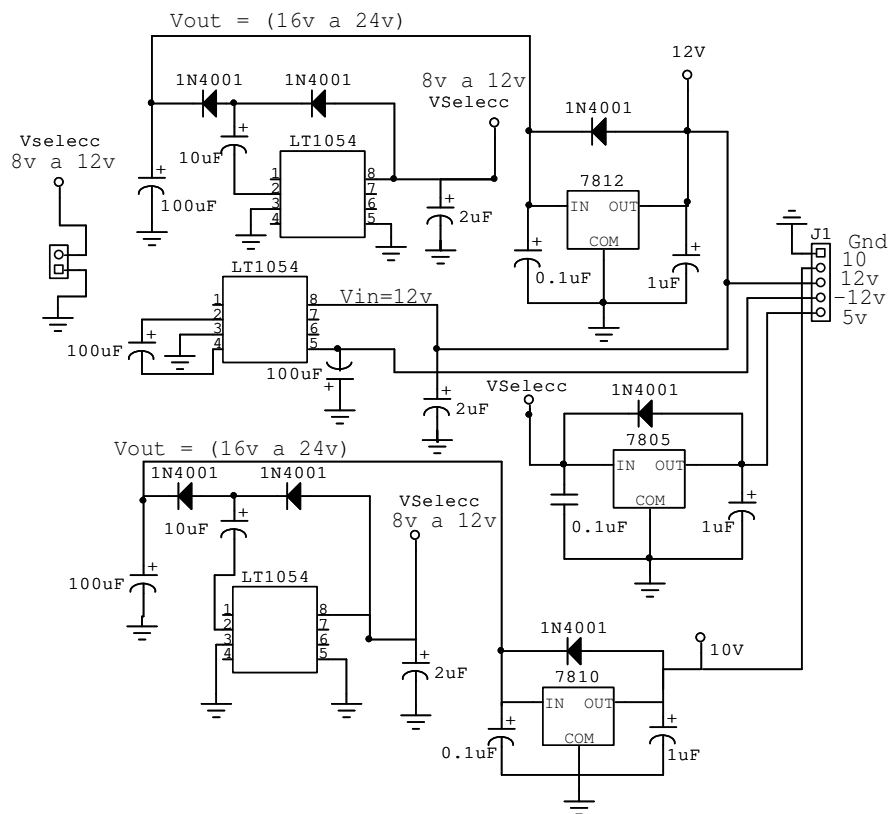 Vout = (16v a 24v)
12V
1N4001
1N4001
8v a 12v
VSelecc
1N4001
Vselecc
8v a 12v
10uF
LT1054
1
2
3
4
8
7
6
5
7812
IN
OUT
COM
100uF
2uF
0.1uF
1uF
J1
Gnd
10
12v
-12v
5v
LT1054
1
2
3
4
8
7
6
5
Vin=12v
100uF
100uF
2uF
VSelecc
1N4001
7805
IN
OUT
COM
0.1uF
1uF
Vout = (16v a 24v)
1N4001
1N4001
VSelecc
8v a 12v
10uF
100uF
LT1054
1
2
3
4
8
7
6
5
2uF
1N4001
10V
7810
IN
OUT
COM
0.1uF
1uF